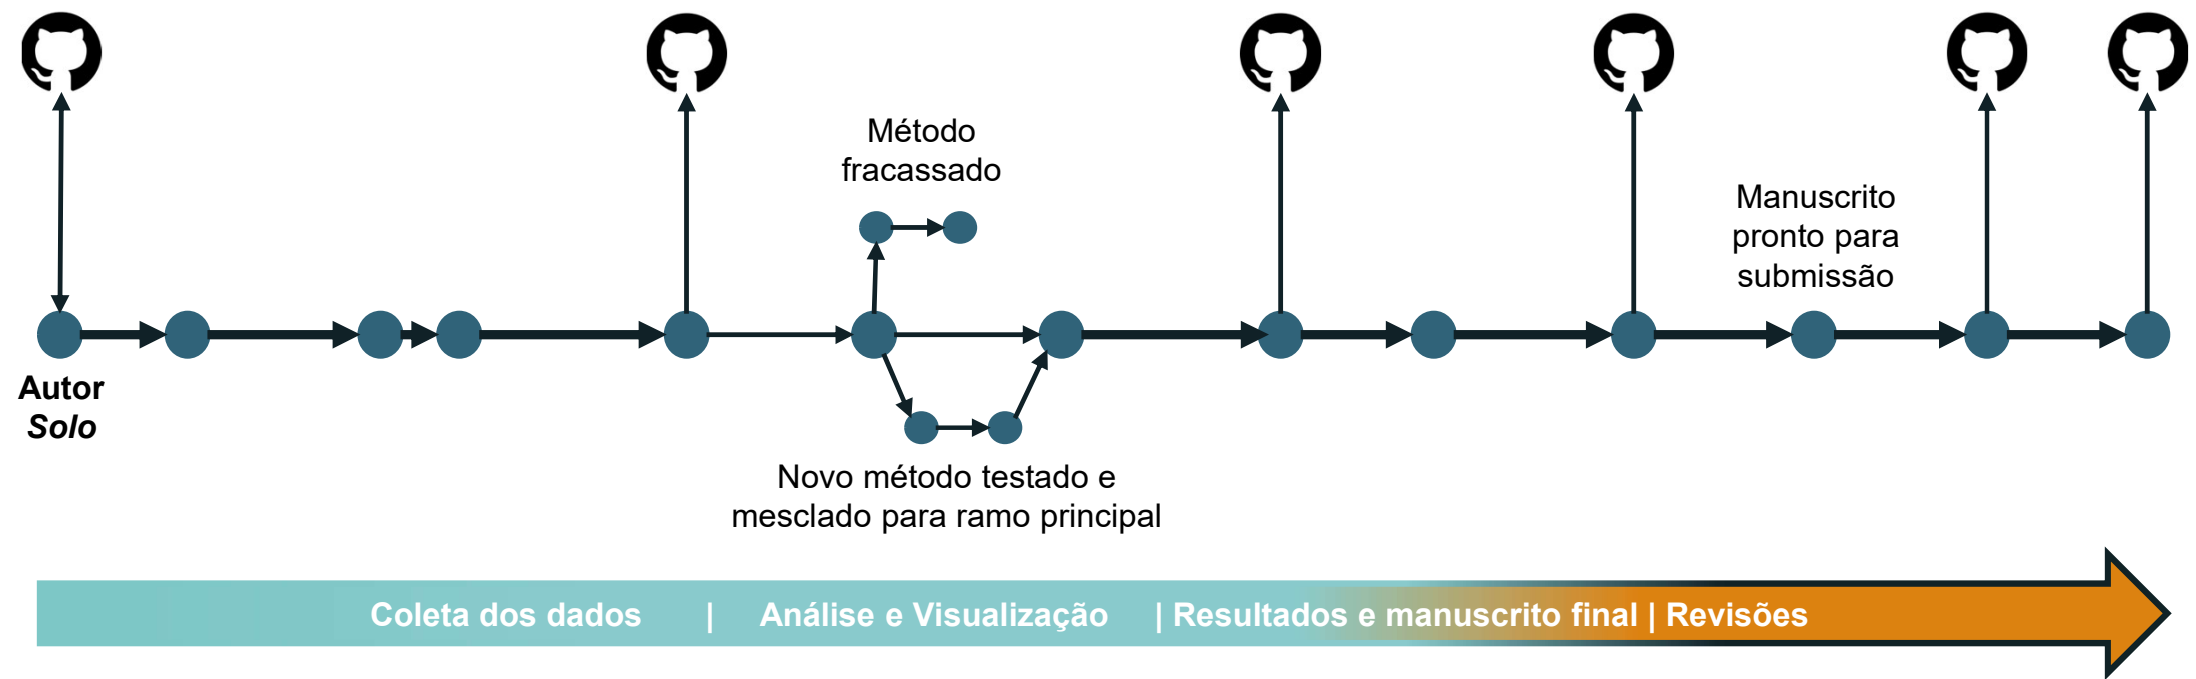 Método
fracassado
Manuscrito
pronto para
submissão
Autor
Solo
Novo método testado e
mesclado para ramo principal
Coleta dos dados | Análise e Visualização | Resultados e manuscrito final | Revisões